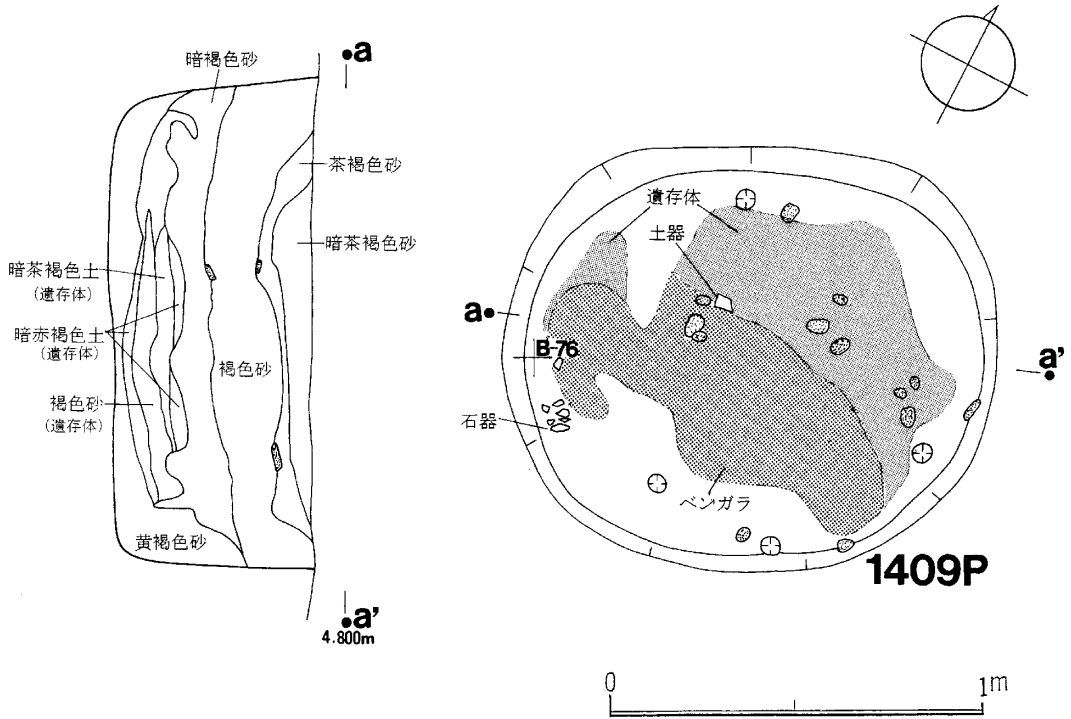 暗褐色砂
a
茶褐色砂
暗茶褐色砂
暗茶褐色土
(遺存体)
暗赤褐色土
(遺存体)
褐色砂
褐色砂
(遺存体)
黄褐色砂
a'
4.800m
遺存体
土器
a
B-76
a'
石器
ベンガラ
1409P
0
1m